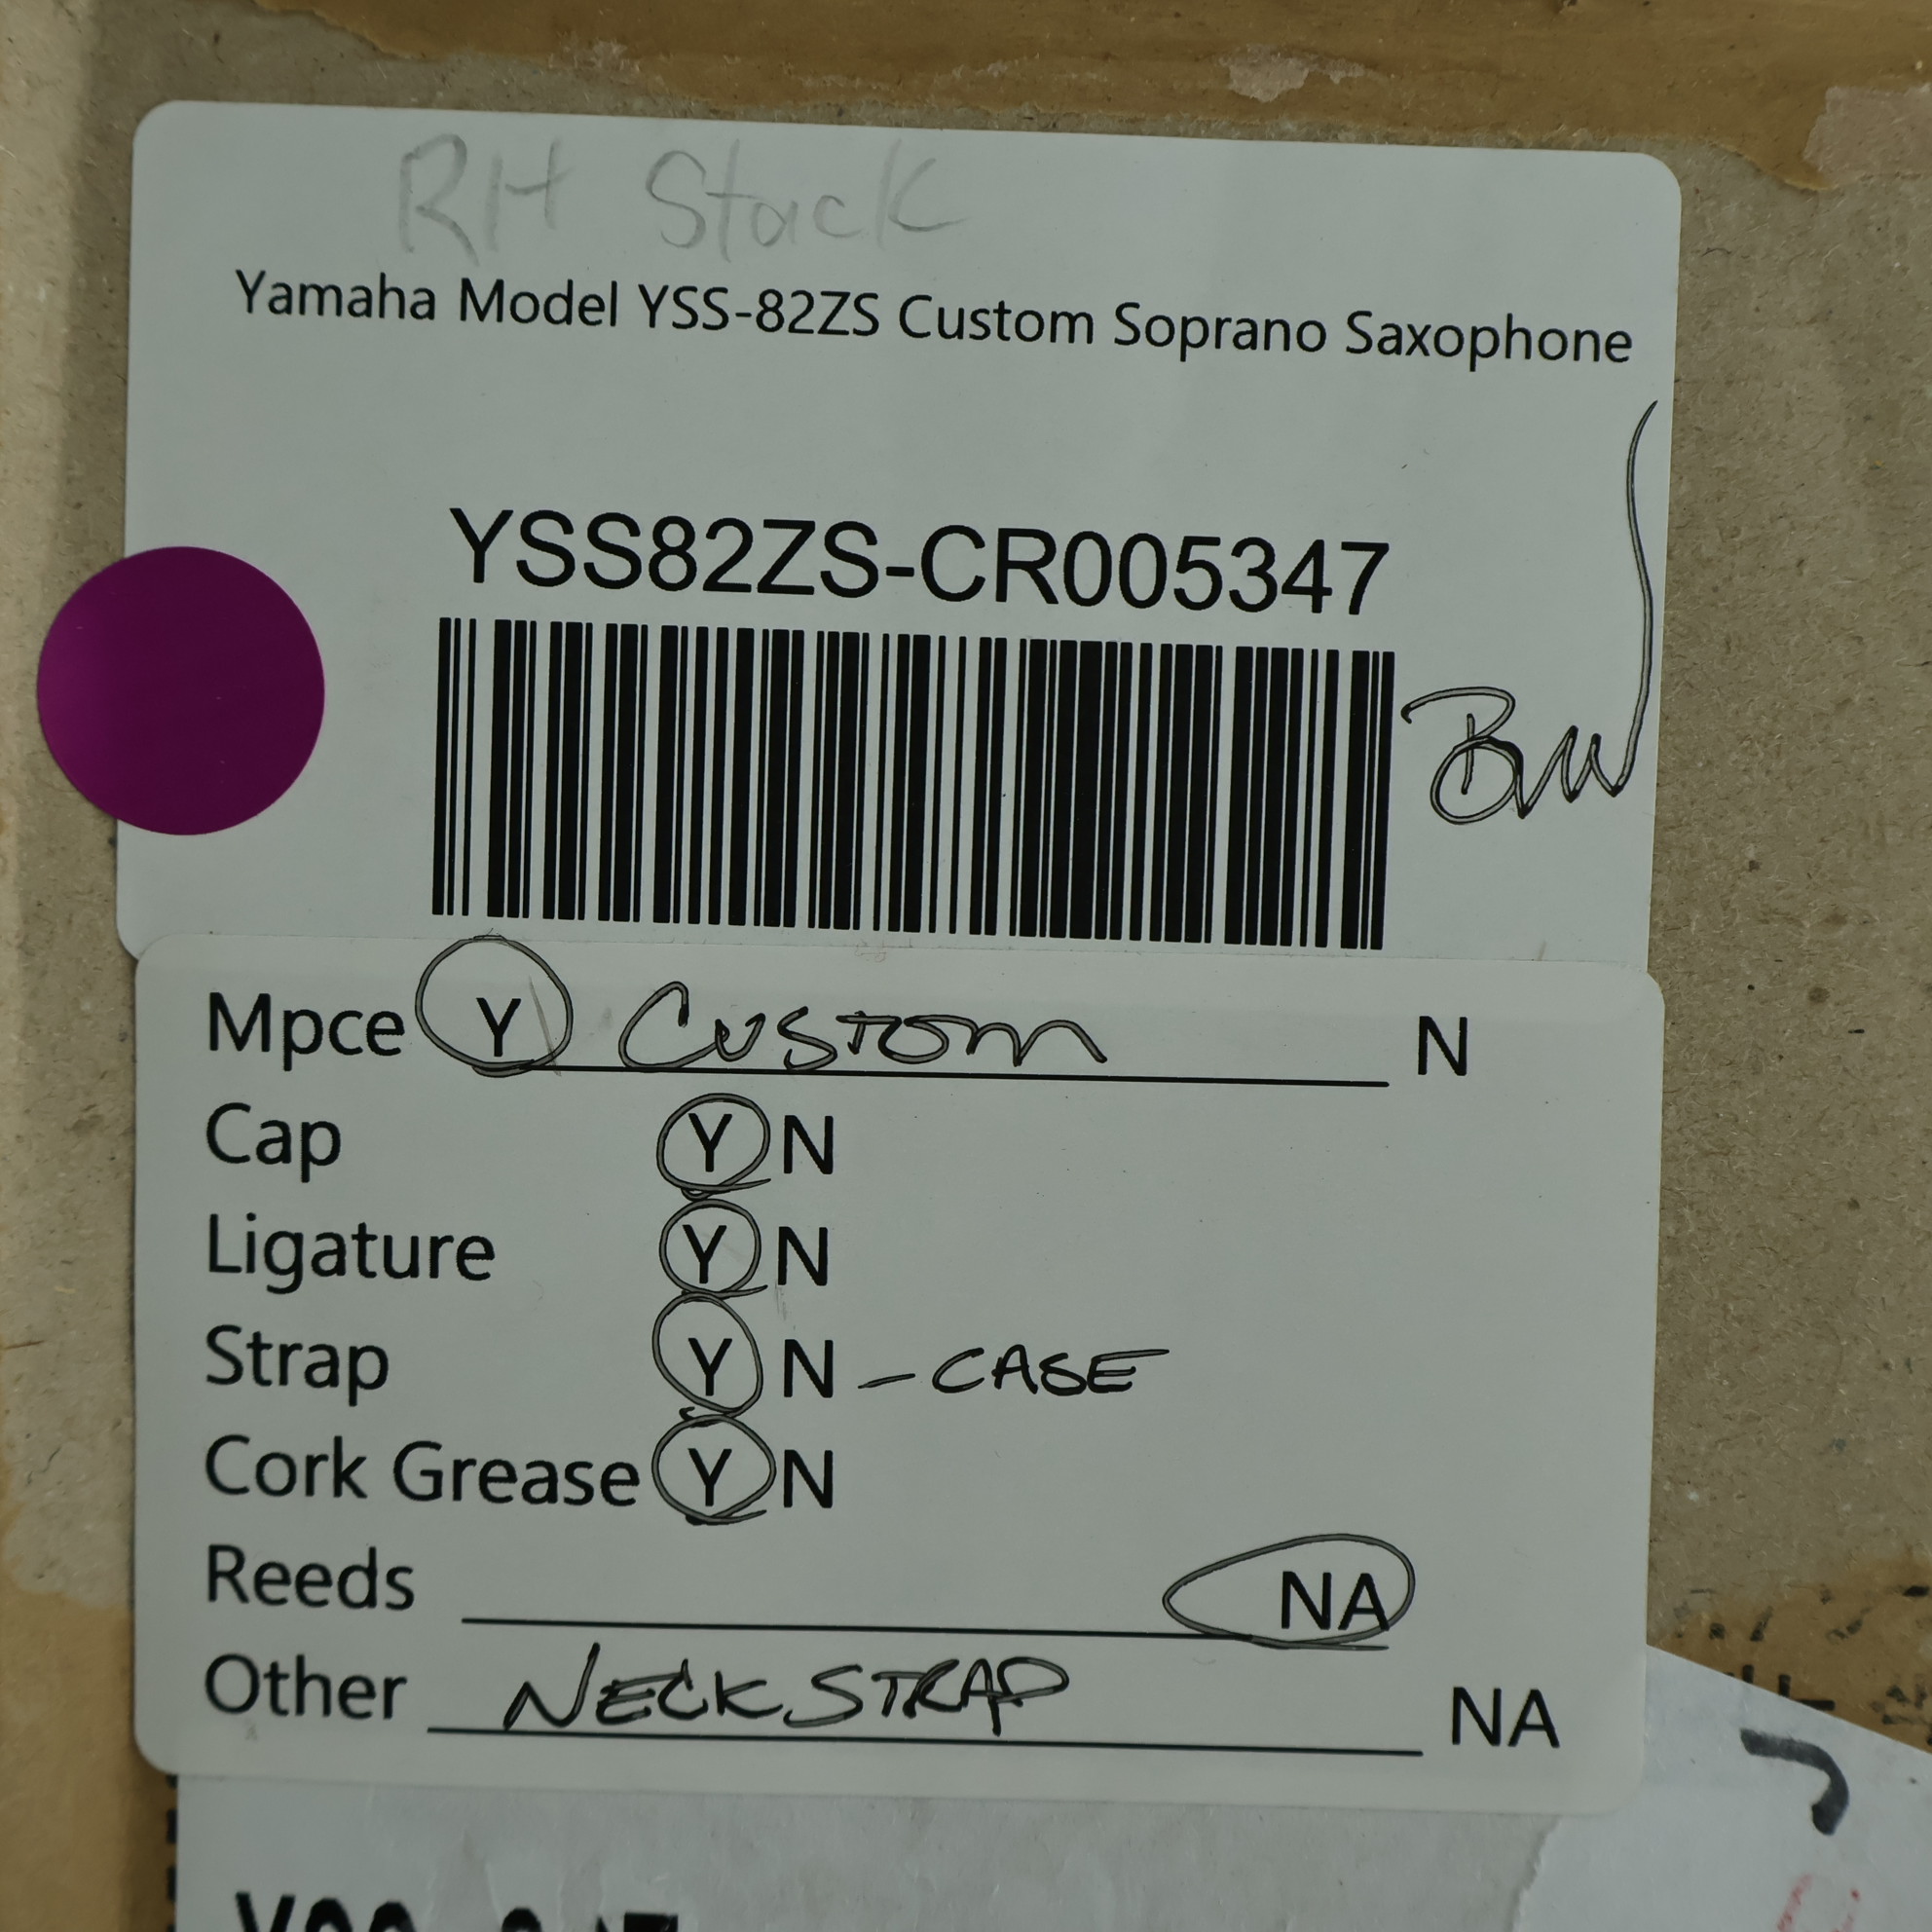 RH Stack
Yamaha Model YSS-82ZS Custom Soprano Saxophone
YSS82ZS-CR005347
BW
Mpce Y Custom N
Cap Y N
Ligature Y N
Strap Y N - CASE
Cork Grease Y N
Reeds NA
Other NECKSTRAP NA